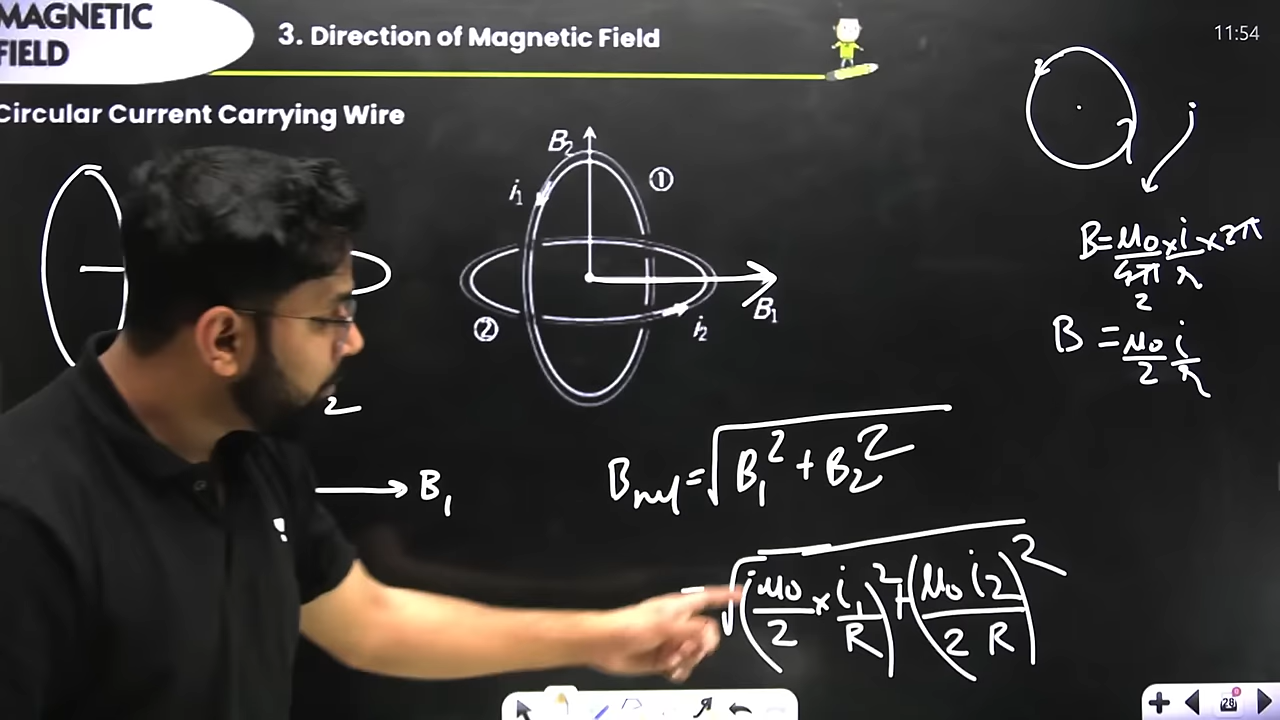 MAGNETIC
FIELD
3. Direction of Magnetic Field
11:54
Circular Current Carrying Wire
B₂
①
i₁
②
i₂
B₁
i
B=μ₀/4π × i/r × 2π
2
B = μ₀/2 i/r
2
B₁
Bnet=√B₁²+B₂²
= √(μ₀/2 × i₁/R)²+(μ₀ i₂/2 R)²
28